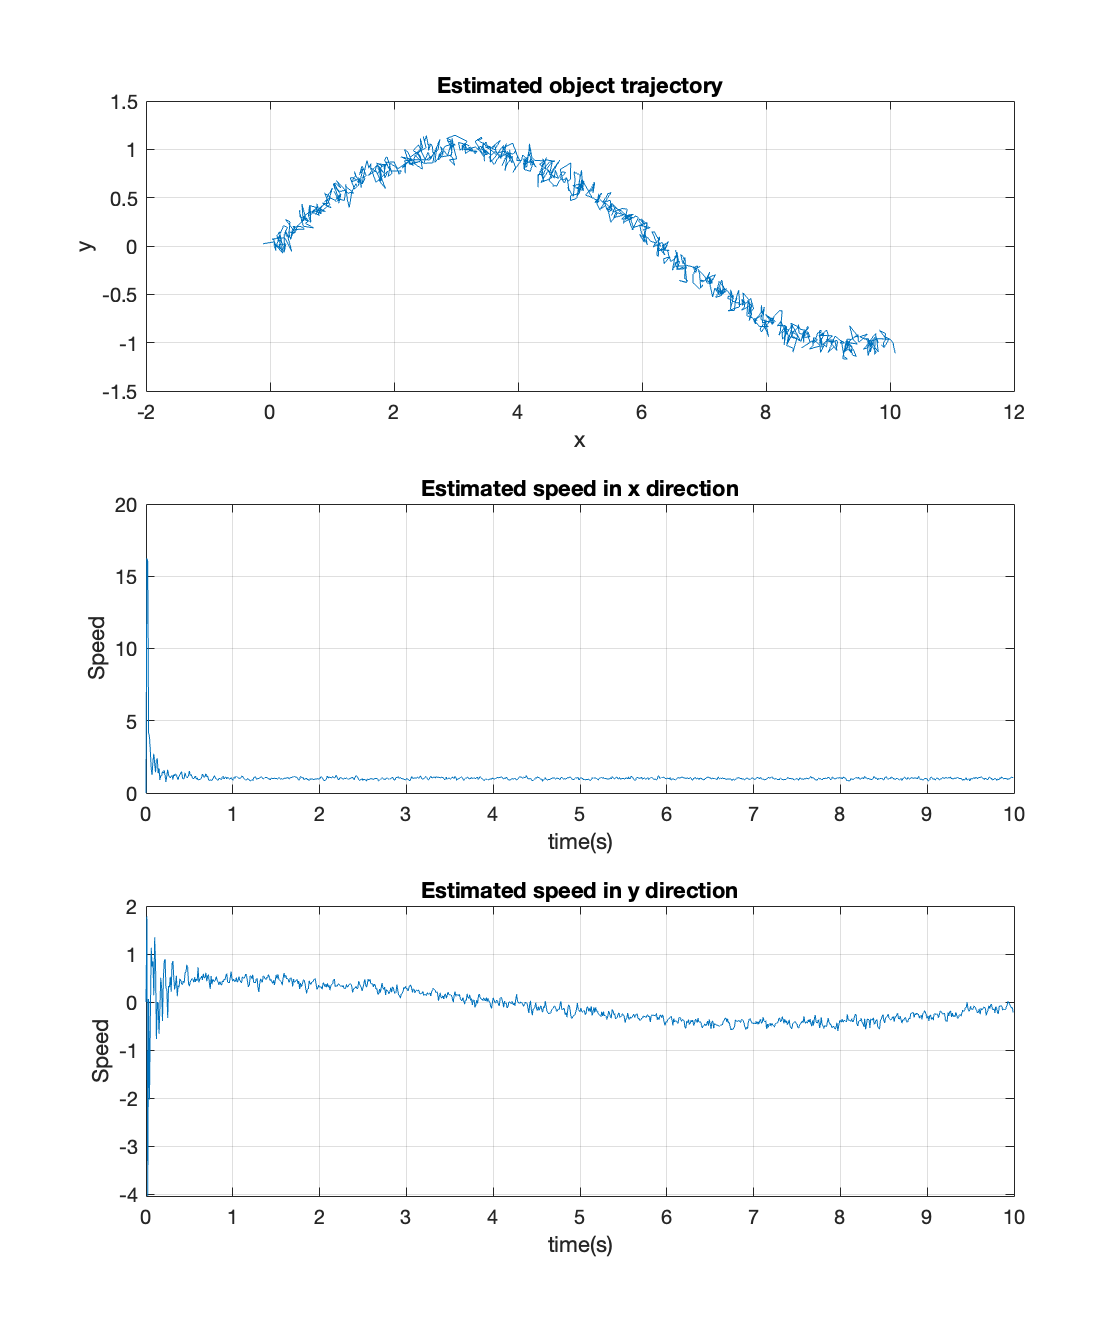 Estimated object trajectory
1.5
1
0.5
0
-0.5
-1
-1.5
y
-2 0 2 4 6 8 10 12
x
Estimated speed in x direction
20
15
10
5
0
Speed
0 1 2 3 4 5 6 7 8 9 10
time(s)
Estimated speed in y direction
2
1
0
-1
-2
-3
-4
Speed
0 1 2 3 4 5 6 7 8 9 10
time(s)